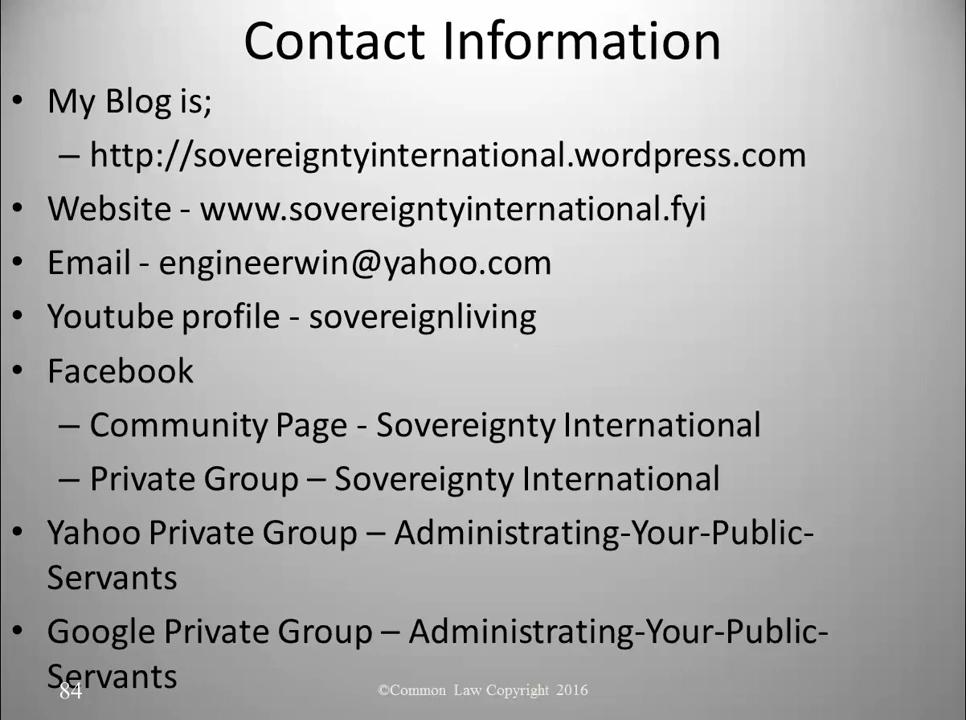 Contact Information
• My Blog is;
– http://sovereigntyinternational.wordpress.com
• Website - www.sovereigntyinternational.fyi
• Email - engineerwin@yahoo.com
• Youtube profile - sovereignliving
• Facebook
– Community Page - Sovereignty International
– Private Group – Sovereignty International
• Yahoo Private Group – Administrating-Your-Public-
Servants
• Google Private Group – Administrating-Your-Public-
Servants
84
©Common Law Copyright 2016